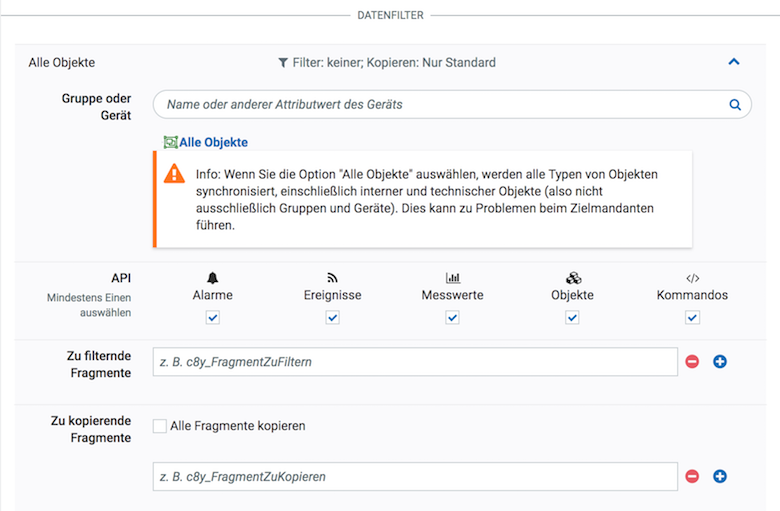 DATENFILTER
Alle Objekte
Filter: keiner; Kopieren: Nur Standard
Gruppe oder
Gerät
Name oder anderer Attributwert des Geräts
Alle Objekte
Info: Wenn Sie die Option "Alle Objekte" auswählen, werden alle Typen von Objekten
synchronisiert, einschließlich interner und technischer Objekte (also nicht
ausschließlich Gruppen und Geräte). Dies kann zu Problemen beim Zielmandanten
führen.
API
Mindestens Einen
auswählen
Alarme
Ereignisse
Messwerte
Objekte
Kommandos
Zu filternde
Fragmente
z. B. c8y_FragmentZuFiltern
Zu kopierende
Fragmente
Alle Fragmente kopieren
z. B. c8y_FragmentZuKopieren